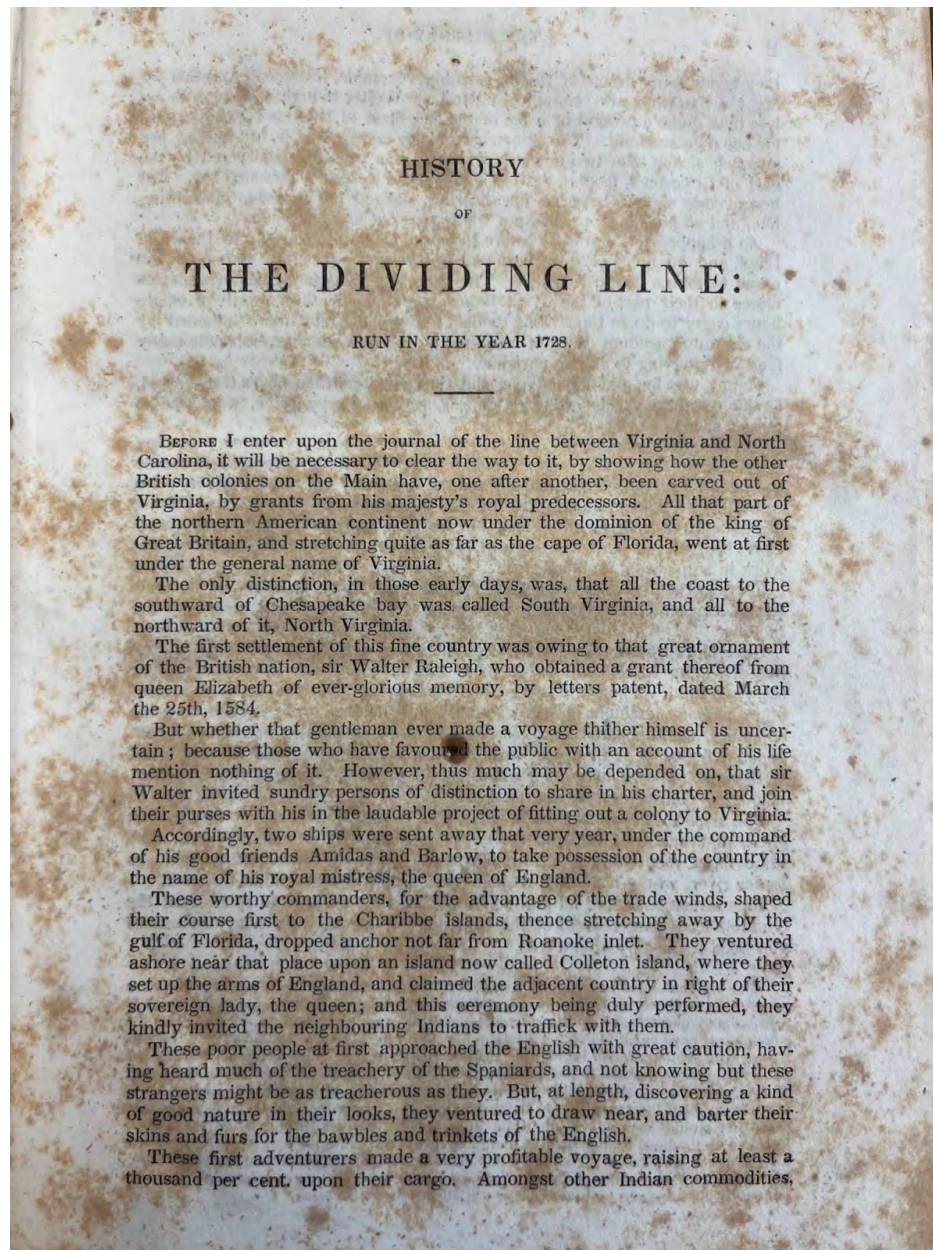 HISTORY
OF
THE DIVIDING LINE:
RUN IN THE YEAR 1728.
BEFORE I enter upon the journal of the line between Virginia and North
Carolina, it will be necessary to clear the way to it, by showing how the other
British colonies on the Main have, one after another, been carved out of
Virginia, by grants from his majesty's royal predecessors. All that part of
the northern American continent now under the dominion of the king of
Great Britain, and stretching quite as far as the cape of Florida, went at first
under the general name of Virginia.
The only distinction, in those early days, was, that all the coast to the
southward of Chesapeake bay was called South Virginia, and all to the
northward of it, North Virginia.
The first settlement of this fine country was owing to that great ornament
of the British nation, sir Walter Raleigh, who obtained a grant thereof from
queen Elizabeth of ever-glorious memory, by letters patent, dated March
the 25th, 1584.
But whether that gentleman ever made a voyage thither himself is uncer-
tain; because those who have favoured the public with an account of his life
mention nothing of it. However, thus much may be depended on, that sir
Walter invited sundry persons of distinction to share in his charter, and join
their purses with his in the laudable project of fitting out a colony to Virginia.
Accordingly, two ships were sent away that very year, under the command
of his good friends Amidas and Barlow, to take possession of the country in
the name of his royal mistress, the queen of England.
These worthy commanders, for the advantage of the trade winds, shaped
their course first to the Charibbe islands, thence stretching away by the
gulf of Florida, dropped anchor not far from Roanoke inlet. They ventured
ashore near that place upon an island now called Colleton island, where they
set up the arms of England, and claimed the adjacent country in right of their
sovereign lady, the queen; and this ceremony being duly performed, they
kindly invited the neighbouring Indians to traffick with them.
These poor people at first approached the English with great caution, hav-
ing heard much of the treachery of the Spaniards, and not knowing but these
strangers might be as treacherous as they. But, at length, discovering a kind
of good nature in their looks, they ventured to draw near, and barter their
skins and furs for the bawbles and trinkets of the English.
These first adventurers made a very profitable voyage, raising at least a
thousand per cent. upon their cargo. Amongst other Indian commodities,